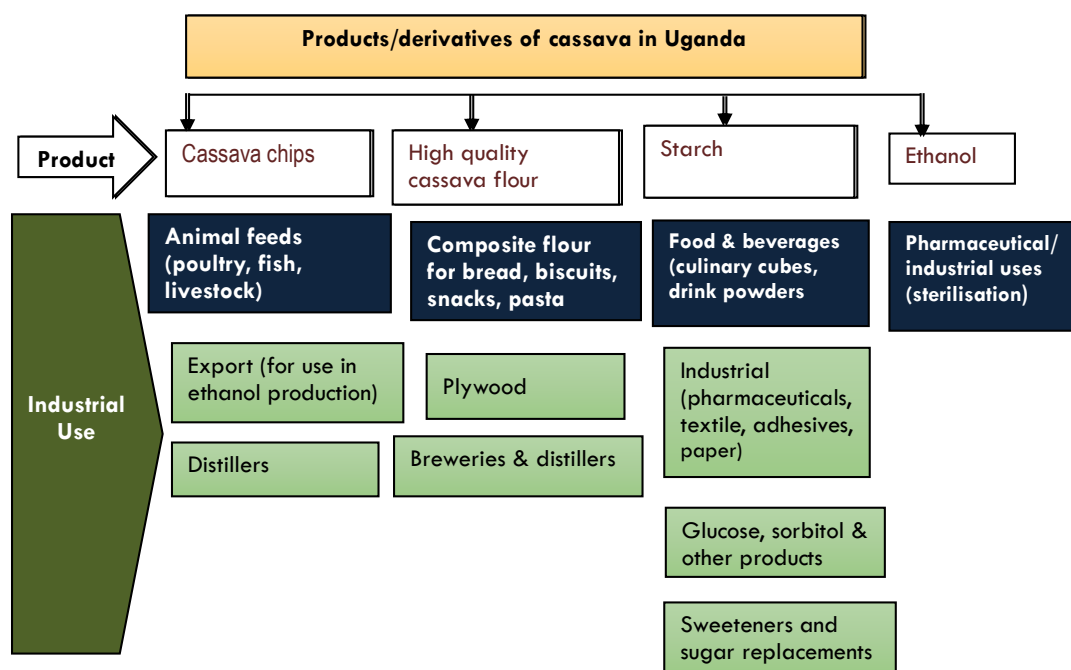 Products/derivatives of cassava in Uganda
Product
Cassava chips
High quality
cassava flour
Starch
Ethanol
Industrial
Use
Animal feeds
(poultry, fish,
livestock)
Composite flour
for bread, biscuits,
snacks, pasta
Food & beverages
(culinary cubes,
drink powders
Pharmaceutical/
industrial uses
(sterilisation)
Export (for use in
ethanol production)
Plywood
Industrial
(pharmaceuticals,
textile, adhesives,
paper)
Distillers
Breweries & distillers
Glucose, sorbitol &
other products
Sweeteners and
sugar replacements